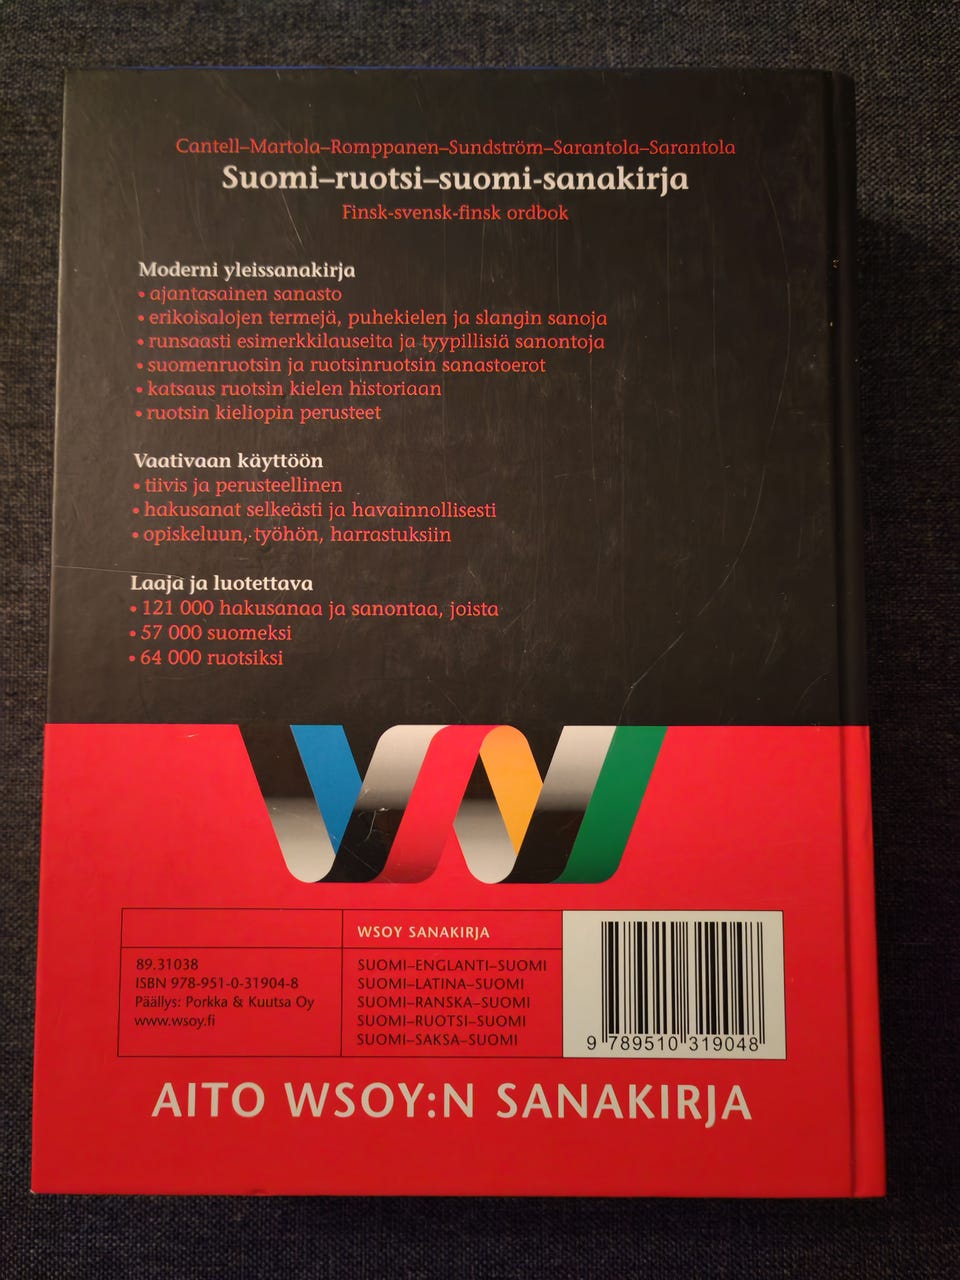 Cantell–Martola–Romppanen–Sundström–Sarantola–Sarantola
Suomi–ruotsi–suomi-sanakirja
Finsk-svensk-finsk ordbok
Moderni yleissanakirja
• ajantasainen sanasto
• erikoisalojen termejä, puhekielen ja slangin sanoja
• runsaasti esimerkkilauseita ja tyypillisiä sanontoja
• suomenruotsin ja ruotsinruotsin sanastoerot
• katsaus ruotsin kielen historiaan
• ruotsin kieliopin perusteet
Vaativaan käyttöön
• tiivis ja perusteellinen
• hakusanat selkeästi ja havainnollisesti
• opiskeluun, työhön, harrastuksiin
Laaja ja luotettava
• 121 000 hakusanaa ja sanontaa, joista
• 57 000 suomeksi
• 64 000 ruotsiksi
89.31038
ISBN 978-951-0-31904-8
Päällys: Porkka & Kuutsa Oy
www.wsoy.fi
WSOY SANAKIRJA
SUOMI–ENGLANTI–SUOMI
SUOMI–LATINA–SUOMI
SUOMI–RANSKA–SUOMI
SUOMI–RUOTSI–SUOMI
SUOMI–SAKSA–SUOMI
9 789510 319048
AITO WSOY:N SANAKIRJA